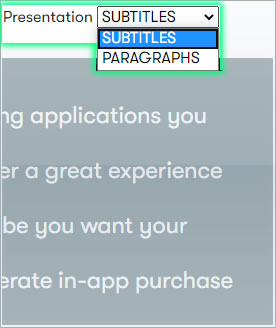 Presentation SUBTITLES
SUBTITLES
PARAGRAPHS
ng applications you
er a great experience
be you want your
erate in-app purchase